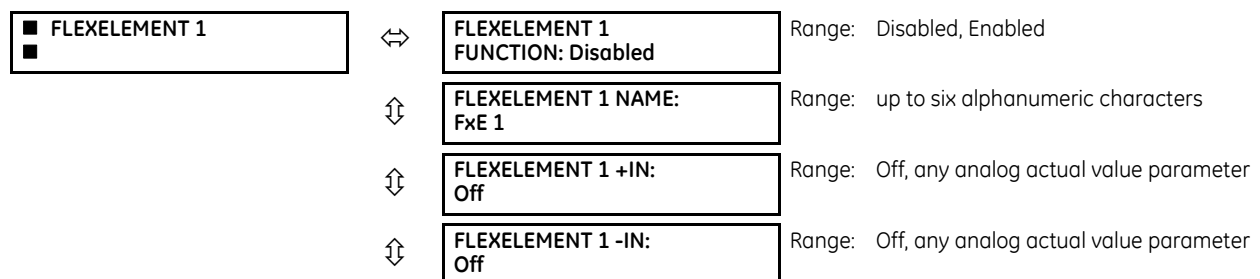 ■ FLEXELEMENT 1
■
FLEXELEMENT 1
FUNCTION: Disabled
Range: Disabled, Enabled
FLEXELEMENT 1 NAME:
FxE 1
Range: up to six alphanumeric characters
FLEXELEMENT 1 +IN:
Off
Range: Off, any analog actual value parameter
FLEXELEMENT 1 -IN:
Off
Range: Off, any analog actual value parameter